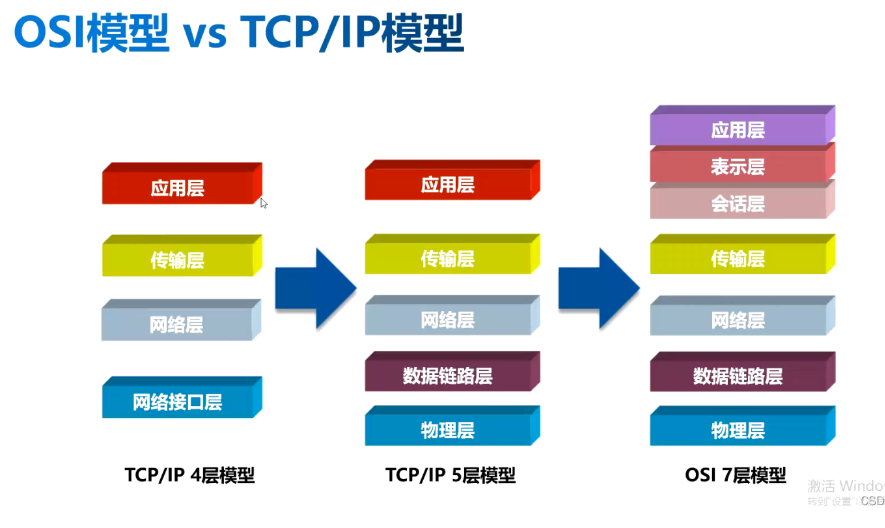 OSI模型 vs TCP/IP模型
应用层
传输层
网络层
网络接口层
TCP/IP 4层模型
应用层
传输层
网络层
数据链路层
物理层
TCP/IP 5层模型
应用层
表示层
会话层
传输层
网络层
数据链路层
物理层
OSI 7层模型
激活 Windo
转到"设置"
CSD